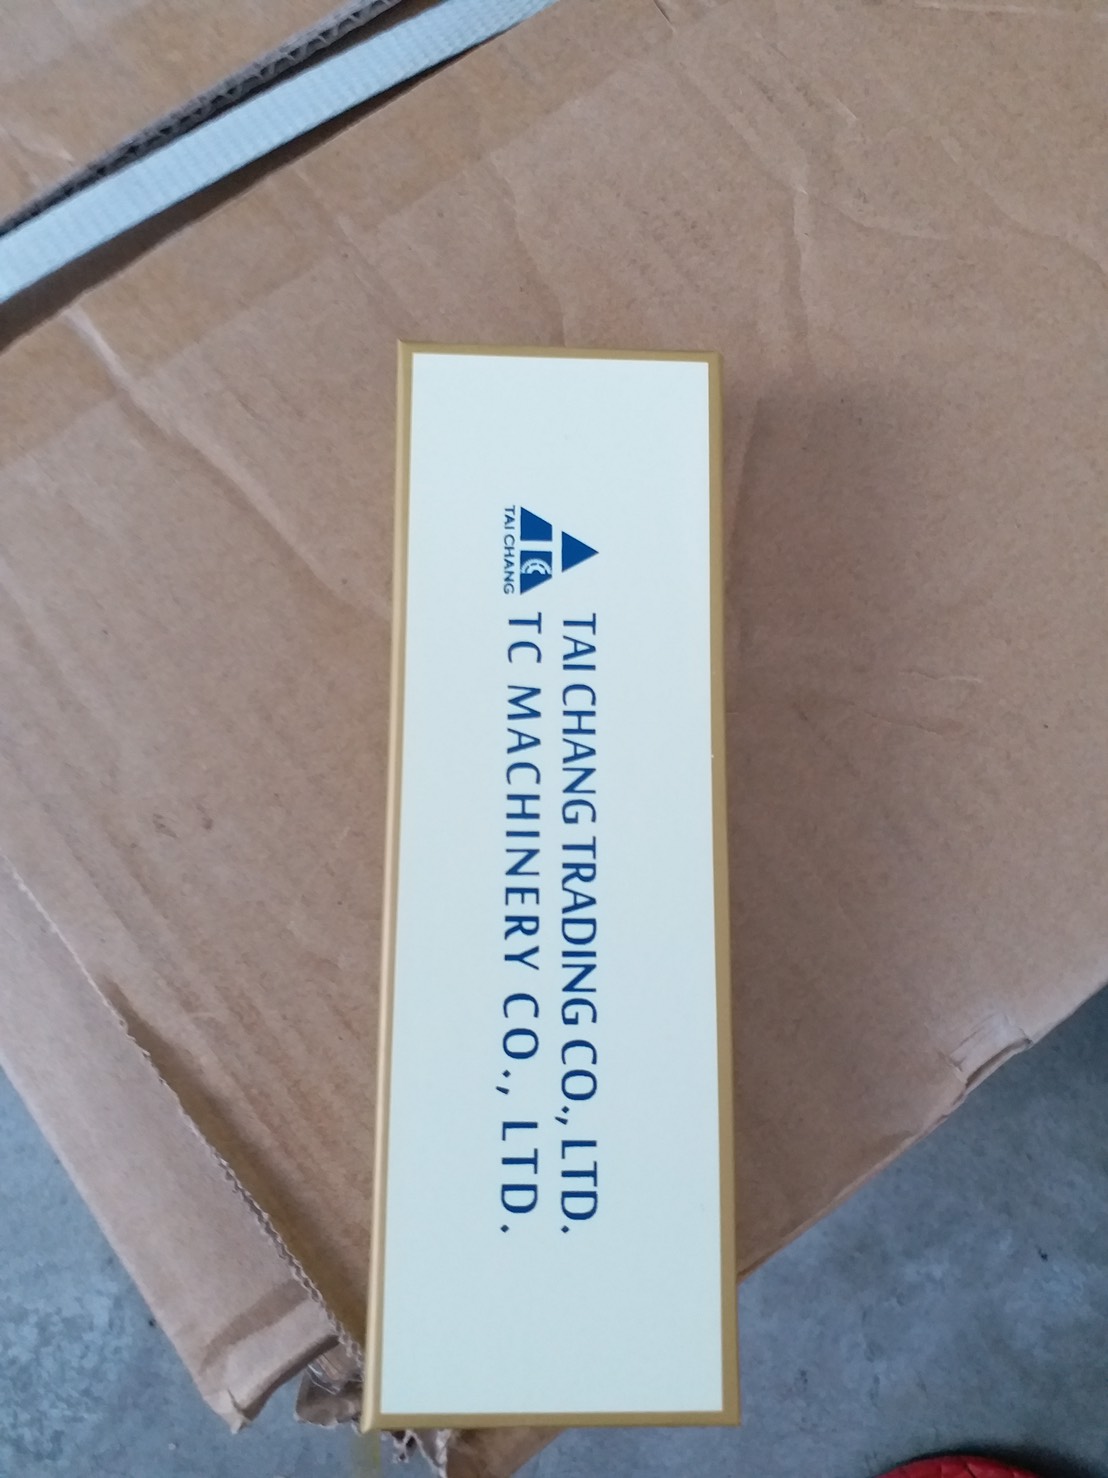 TAI CHANG TRADING CO., LTD.
TAI CHANG
TC MACHINERY CO., LTD.